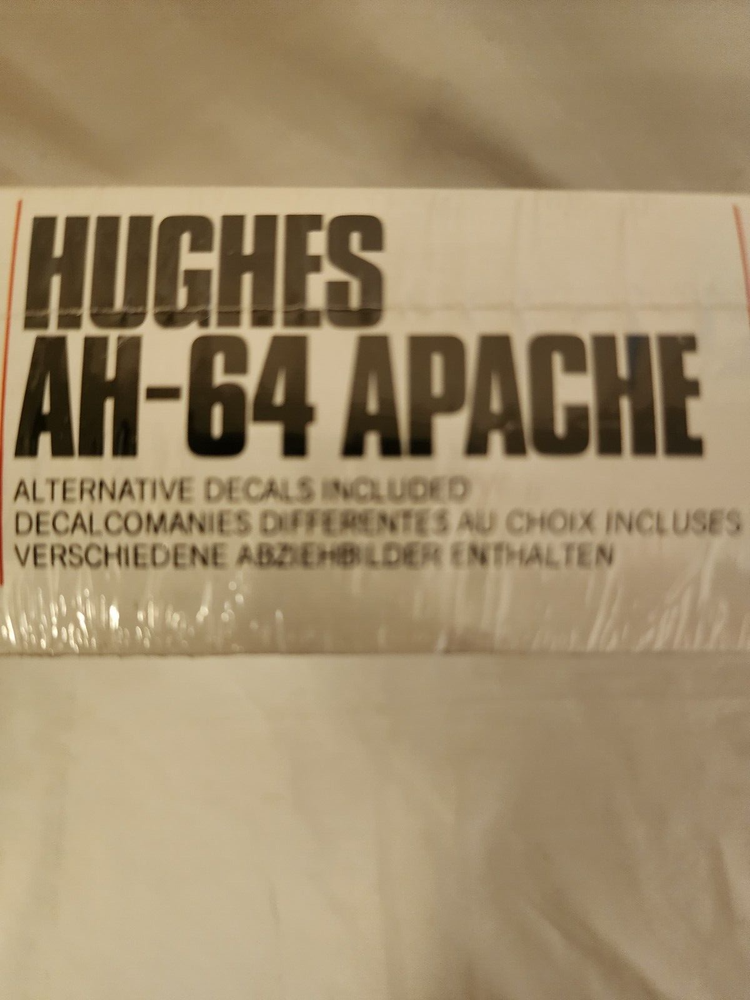 HUGHES
AH-64 APACHE
ALTERNATIVE DECALS INCLUDED
DECALCOMANIES DIFFERENTES AU CHOIX INCLUSES
VERSCHIEDENE ABZIEHBILDER ENTHALTEN